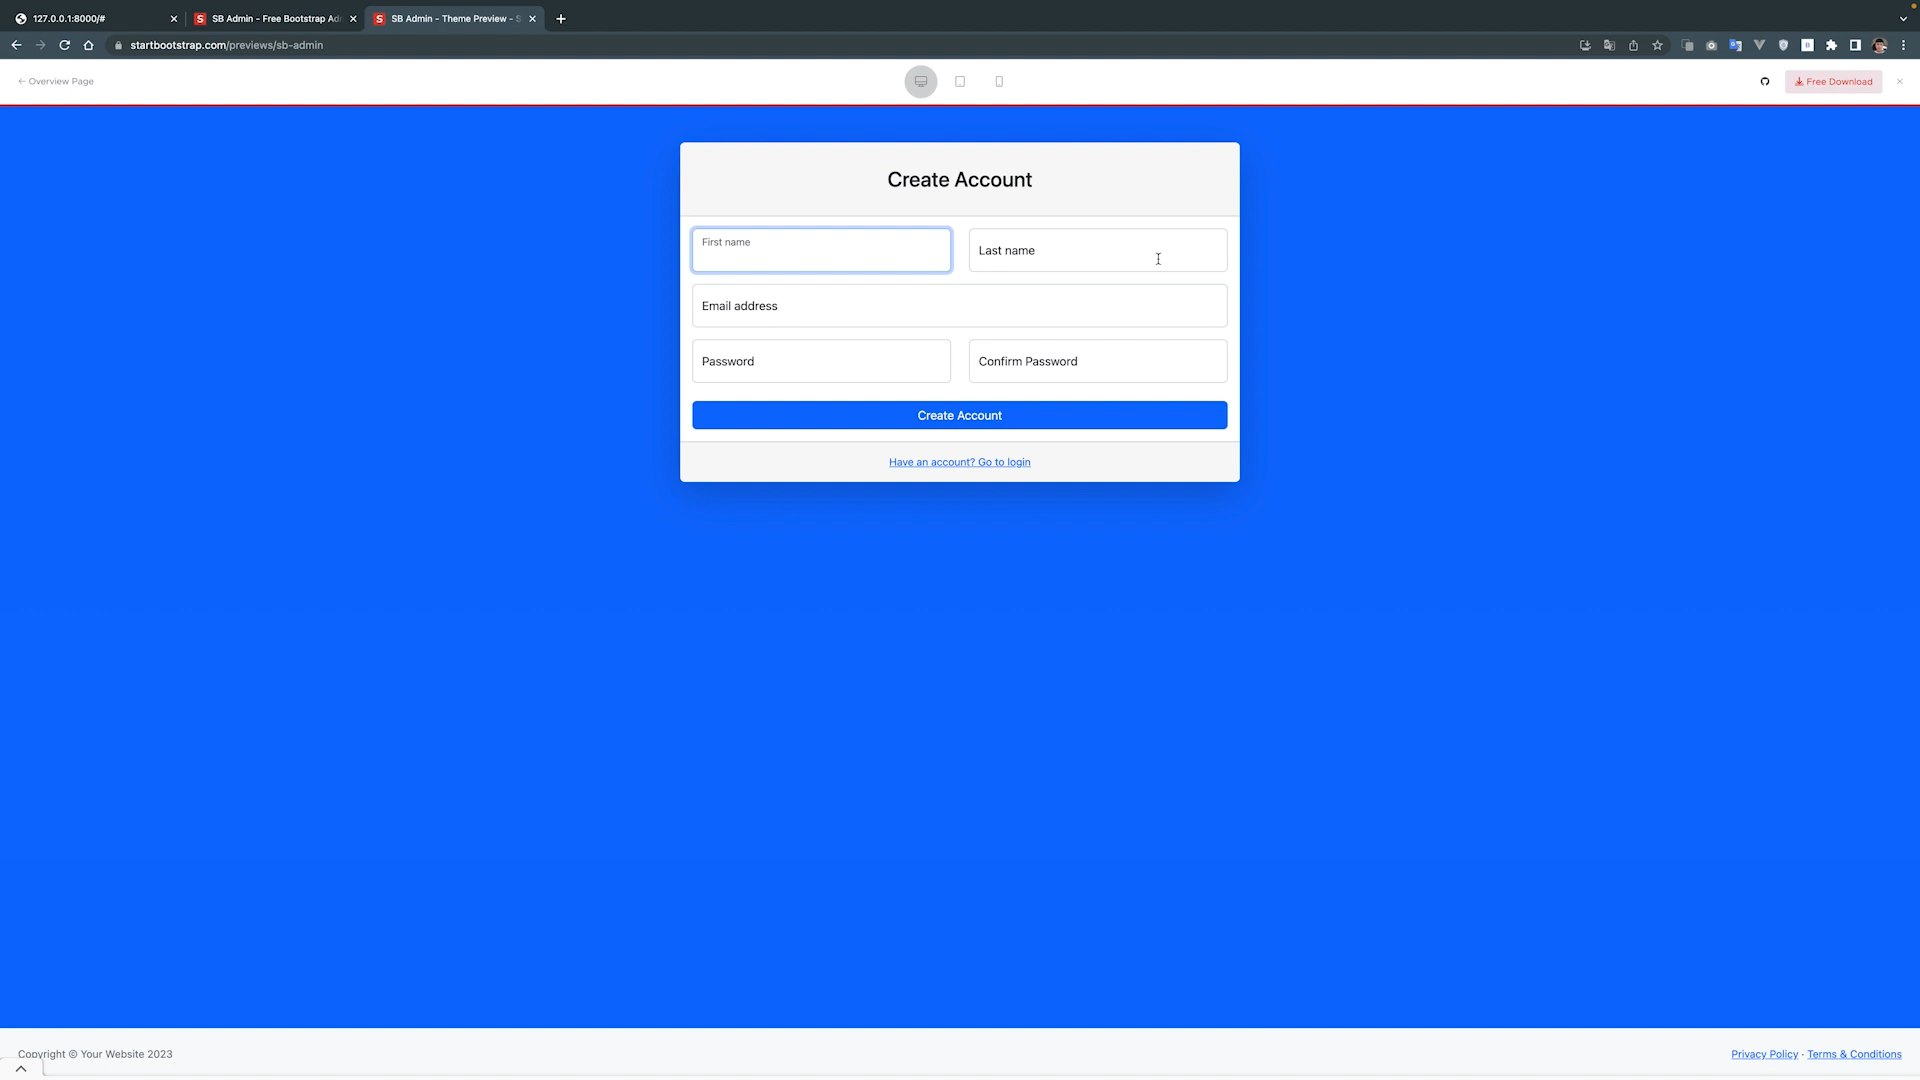 127.0.0.1:8000/#
SB Admin - Free Bootstrap Ad
SB Admin - Theme Preview - S
startbootstrap.com/previews/sb-admin
Overview Page
Free Download
Create Account
First name
Last name
Email address
Password
Confirm Password
Create Account
Have an account? Go to login
Copyright © Your Website 2023
Privacy Policy · Terms & Conditions